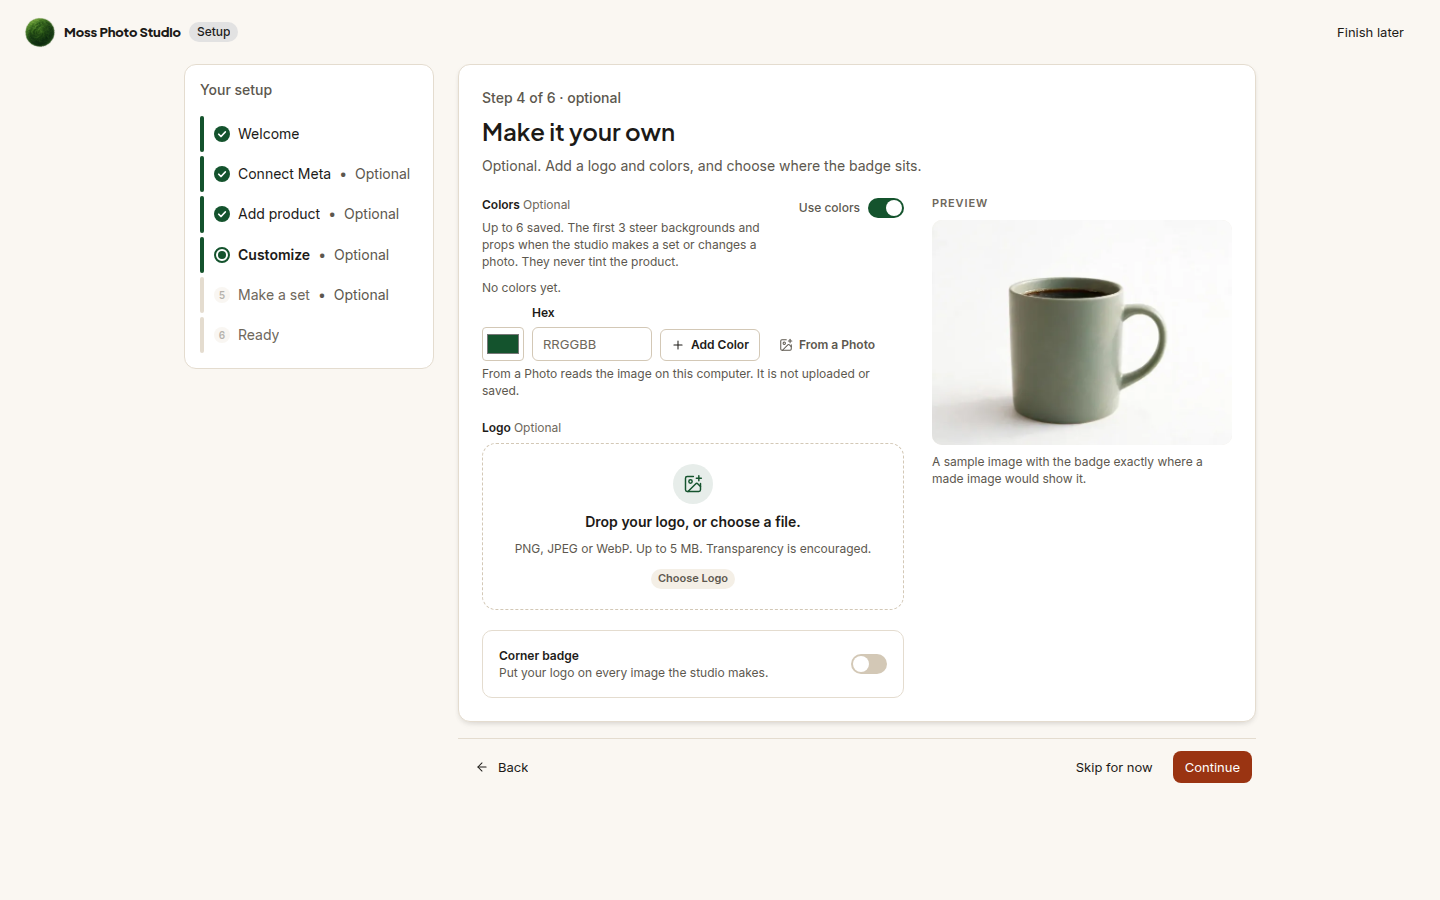 Moss Photo Studio
Setup
Finish later
Your setup
Welcome
Connect Meta • Optional
Add product • Optional
Customize • Optional
5 Make a set • Optional
6 Ready
Step 4 of 6 · optional
Make it your own
Optional. Add a logo and colors, and choose where the badge sits.
Colors Optional
Use colors
Up to 6 saved. The first 3 steer backgrounds and
props when the studio makes a set or changes a
photo. They never tint the product.
No colors yet.
Hex
RRGGBB
Add Color
From a Photo
From a Photo reads the image on this computer. It is not uploaded or
saved.
Logo Optional
Drop your logo, or choose a file.
PNG, JPEG or WebP. Up to 5 MB. Transparency is encouraged.
Choose Logo
Corner badge
Put your logo on every image the studio makes.
PREVIEW
A sample image with the badge exactly where a
made image would show it.
Back
Skip for now
Continue